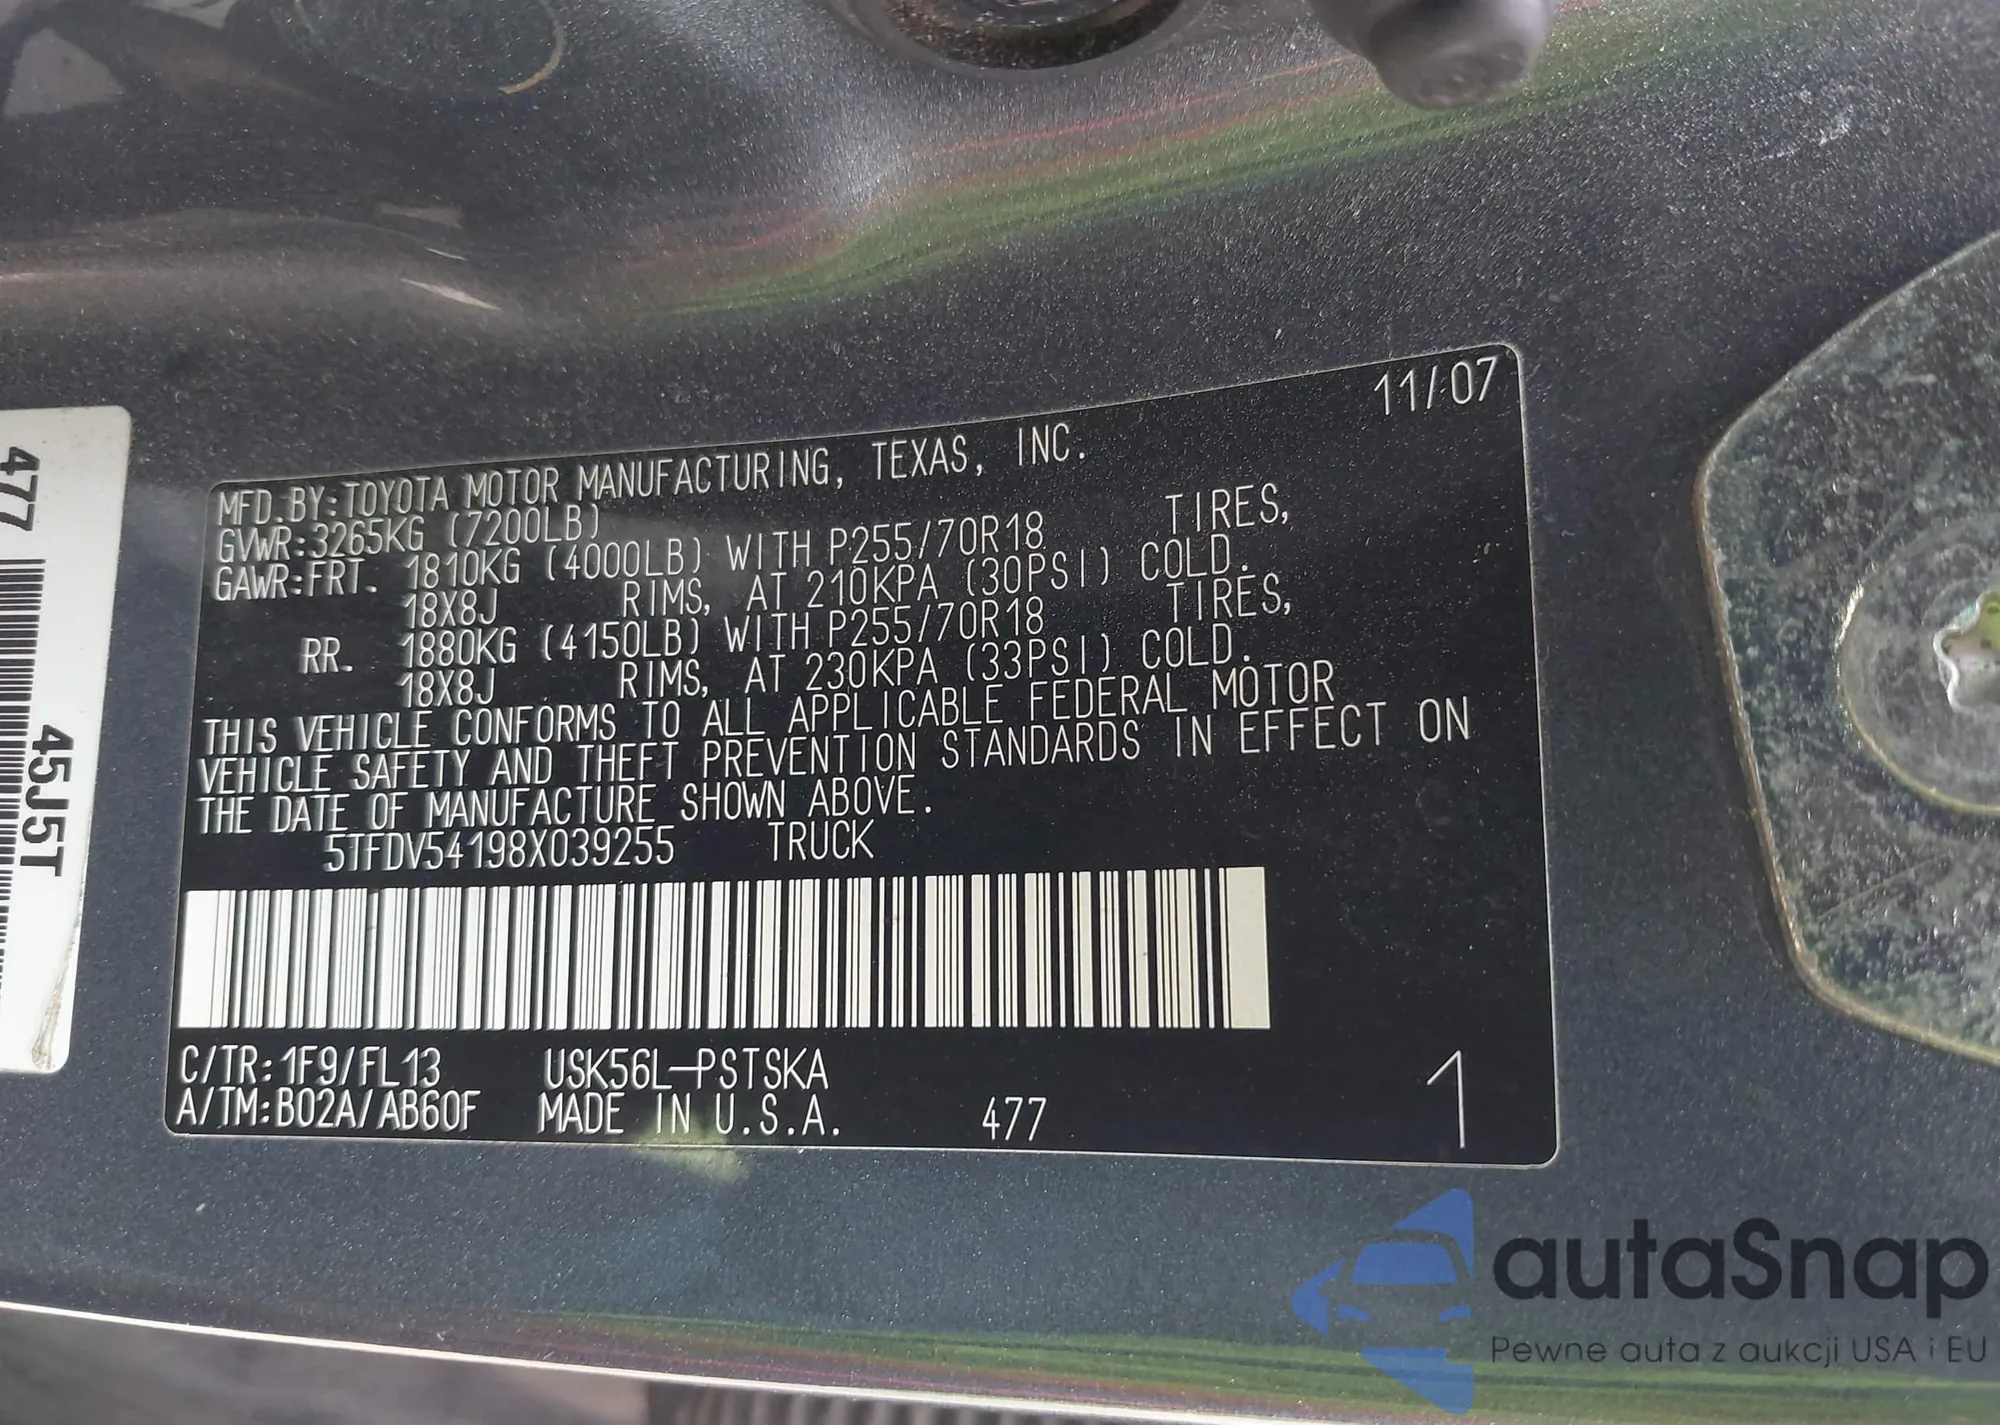 11/07
MFD.BY:TOYOTA MOTOR MANUFACTURING, TEXAS, INC.
GVWR:3265KG (7200LB)
GAWR:FRT. 1810KG (4000LB) WITH P255/70R18 TIRES,
18X8J RIMS, AT 210KPA (30PSI) COLD.
RR. 1880KG (4150LB) WITH P255/70R18 TIRES,
18X8J RIMS, AT 230KPA (33PSI) COLD.
THIS VEHICLE CONFORMS TO ALL APPLICABLE FEDERAL MOTOR
VEHICLE SAFETY AND THEFT PREVENTION STANDARDS IN EFFECT ON
THE DATE OF MANUFACTURE SHOWN ABOVE.
5TFDV54198X039255 TRUCK
C/TR:1F9/FL13 USK56L-PSTSKA
A/TM:B02A/AB60F MADE IN U.S.A. 477
1
477
45J5T
autaSnap
Pewne auta z aukcji USA i EU